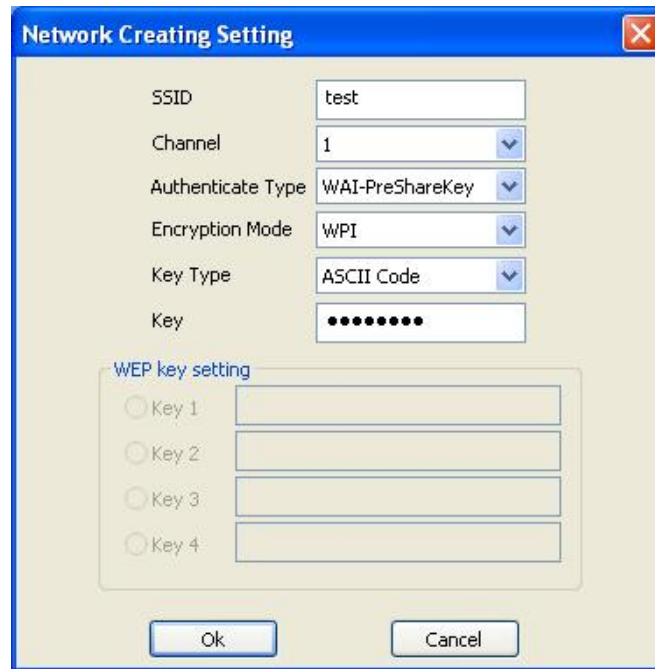 Network Creating Setting
SSID test
Channel 1
Authenticate Type WAI-PreShareKey
Encryption Mode WPI
Key Type ASCII Code
Key ••••••••
WEP key setting
Key 1
Key 2
Key 3
Key 4
Ok Cancel